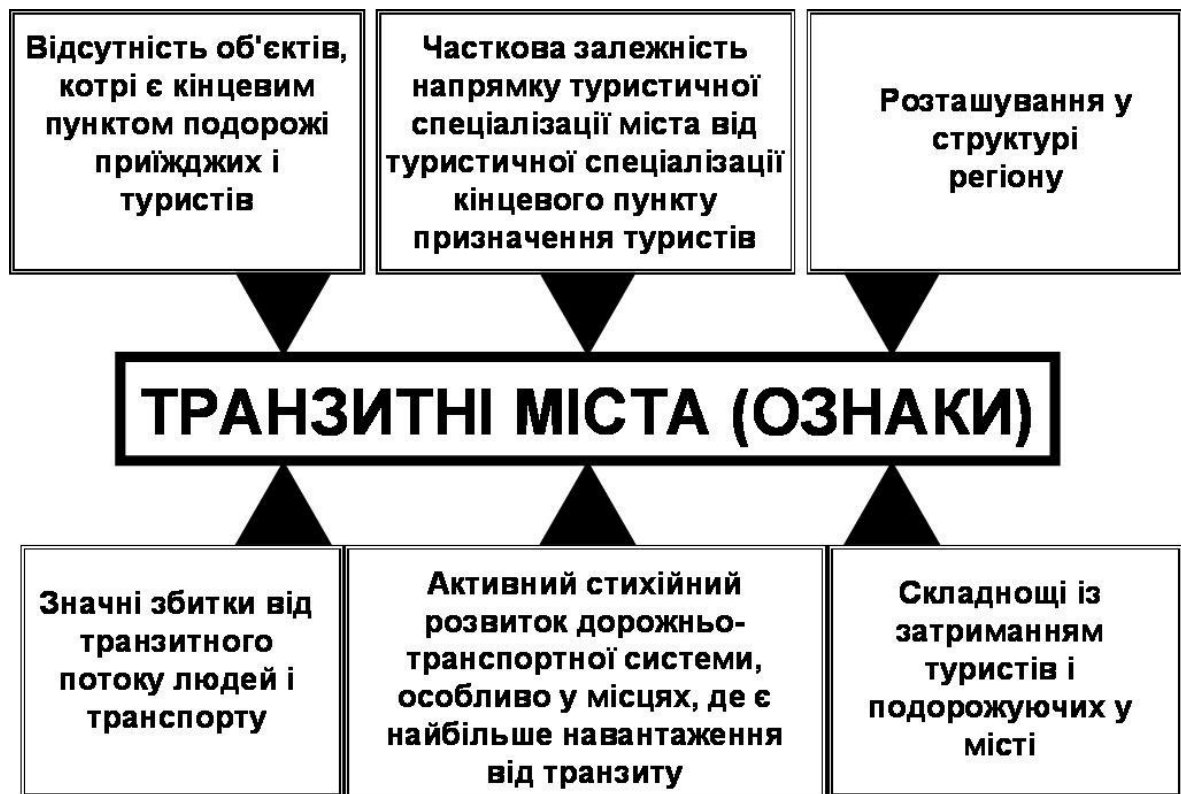 Відсутність об'єктів,
котрі є кінцевим
пунктом подорожі
приїжджих і
туристів
Часткова залежність
напрямку туристичної
спеціалізації міста від
туристичної спеціалізації
кінцевого пункту
призначення туристів
Розташування у
структурі
регіону
ТРАНЗИТНІ МІСТА (ОЗНАКИ)
Значні збитки від
транзитного
потоку людей і
транспорту
Активний стихійний
розвиток дорожньо-
транспортної системи,
особливо у місцях, де є
найбільше навантаження
від транзиту
Складнощі із
затриманням
туристів і
подорожуючих у
місті